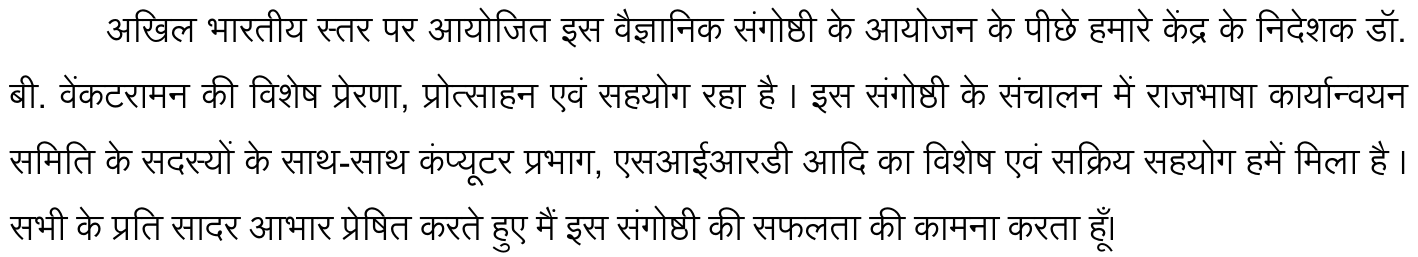 अखिल भारतीय स्तर पर आयोजित इस वैज्ञानिक संगोष्ठी के आयोजन के पीछे हमारे केंद्र के निदेशक डॉ.
बी. वेंकटरामन की विशेष प्रेरणा, प्रोत्साहन एवं सहयोग रहा है । इस संगोष्ठी के संचालन में राजभाषा कार्यान्वयन
समिति के सदस्यों के साथ-साथ कंप्यूटर प्रभाग, एसआईआरडी आदि का विशेष एवं सक्रिय सहयोग हमें मिला है ।
सभी के प्रति सादर आभार प्रेषित करते हुए मैं इस संगोष्ठी की सफलता की कामना करता हूँ।